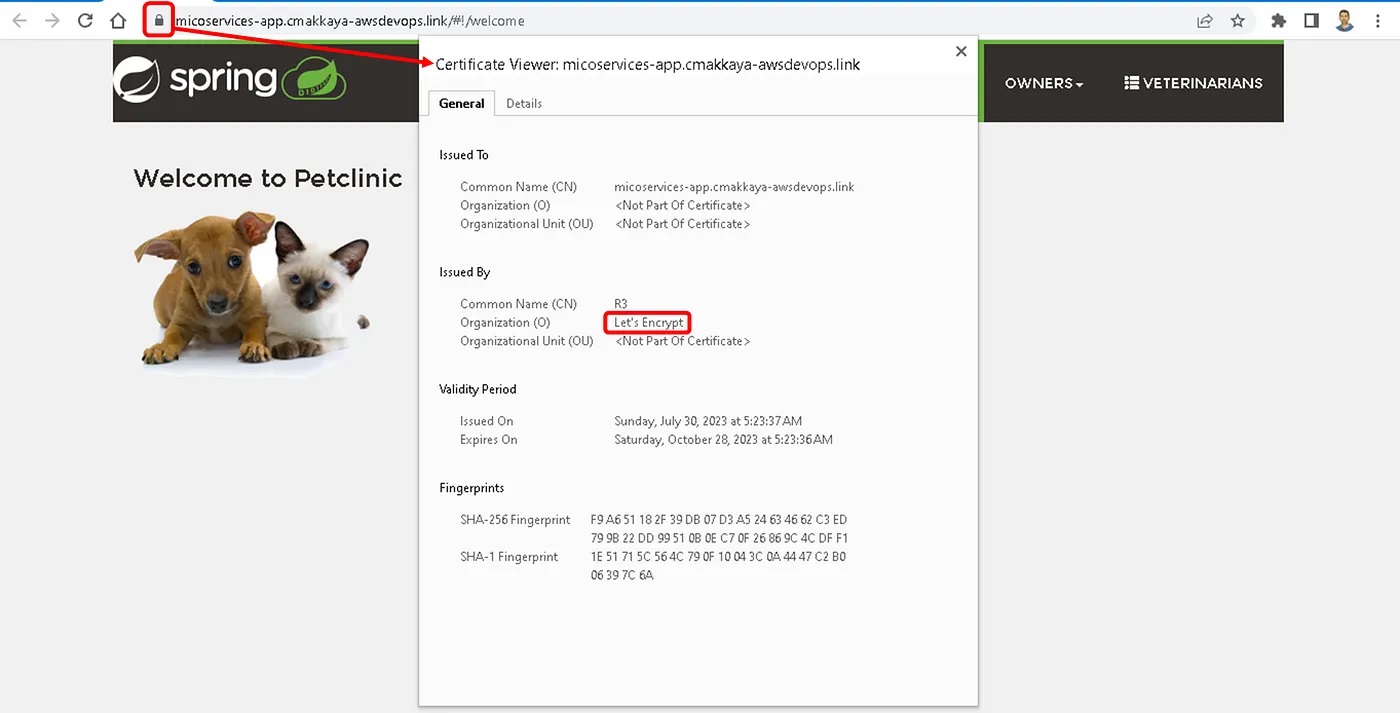 micoservices-app.cmakkaya-awsdevops.link/#!/welcome
Certificate Viewer: micoservices-app.cmakkaya-awsdevops.link
spring
OWNERS
VETERINARIANS
General Details
Welcome to Petclinic
Issued To
Common Name (CN) micoservices-app.cmakkaya-awsdevops.link
Organization (O) <Not Part Of Certificate>
Organizational Unit (OU) <Not Part Of Certificate>
Issued By
Common Name (CN) R3
Organization (O) Let's Encrypt
Organizational Unit (OU) <Not Part Of Certificate>
Validity Period
Issued On Sunday, July 30, 2023 at 5:23:37 AM
Expires On Saturday, October 28, 2023 at 5:23:36 AM
Fingerprints
SHA-256 Fingerprint F9 A6 51 18 2F 39 DB 07 D3 A5 24 63 46 62 C3 ED
79 9B 22 DD 99 51 0B 0E C7 0F 26 86 9C 4C DF F1
SHA-1 Fingerprint 1E 51 71 5C 56 4C 79 0F 10 04 3C 0A 44 47 C2 B0
06 39 7C 6A